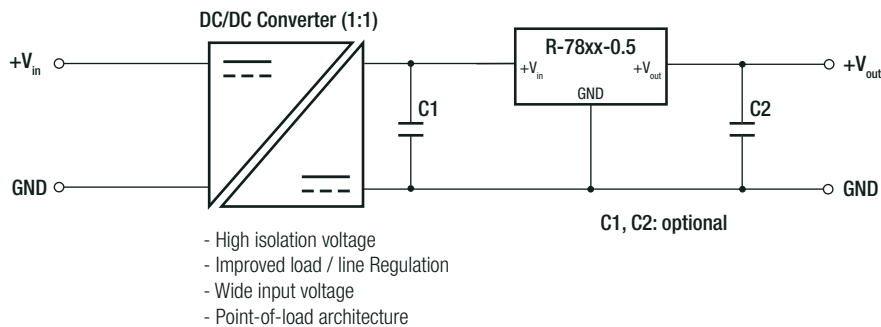 DC/DC Converter (1:1)
R-78xx-0.5
+Vin
+Vin
+Vout
+Vout
GND
C1
C2
GND
GND
C1, C2: optional
- High isolation voltage
- Improved load / line Regulation
- Wide input voltage
- Point-of-load architecture